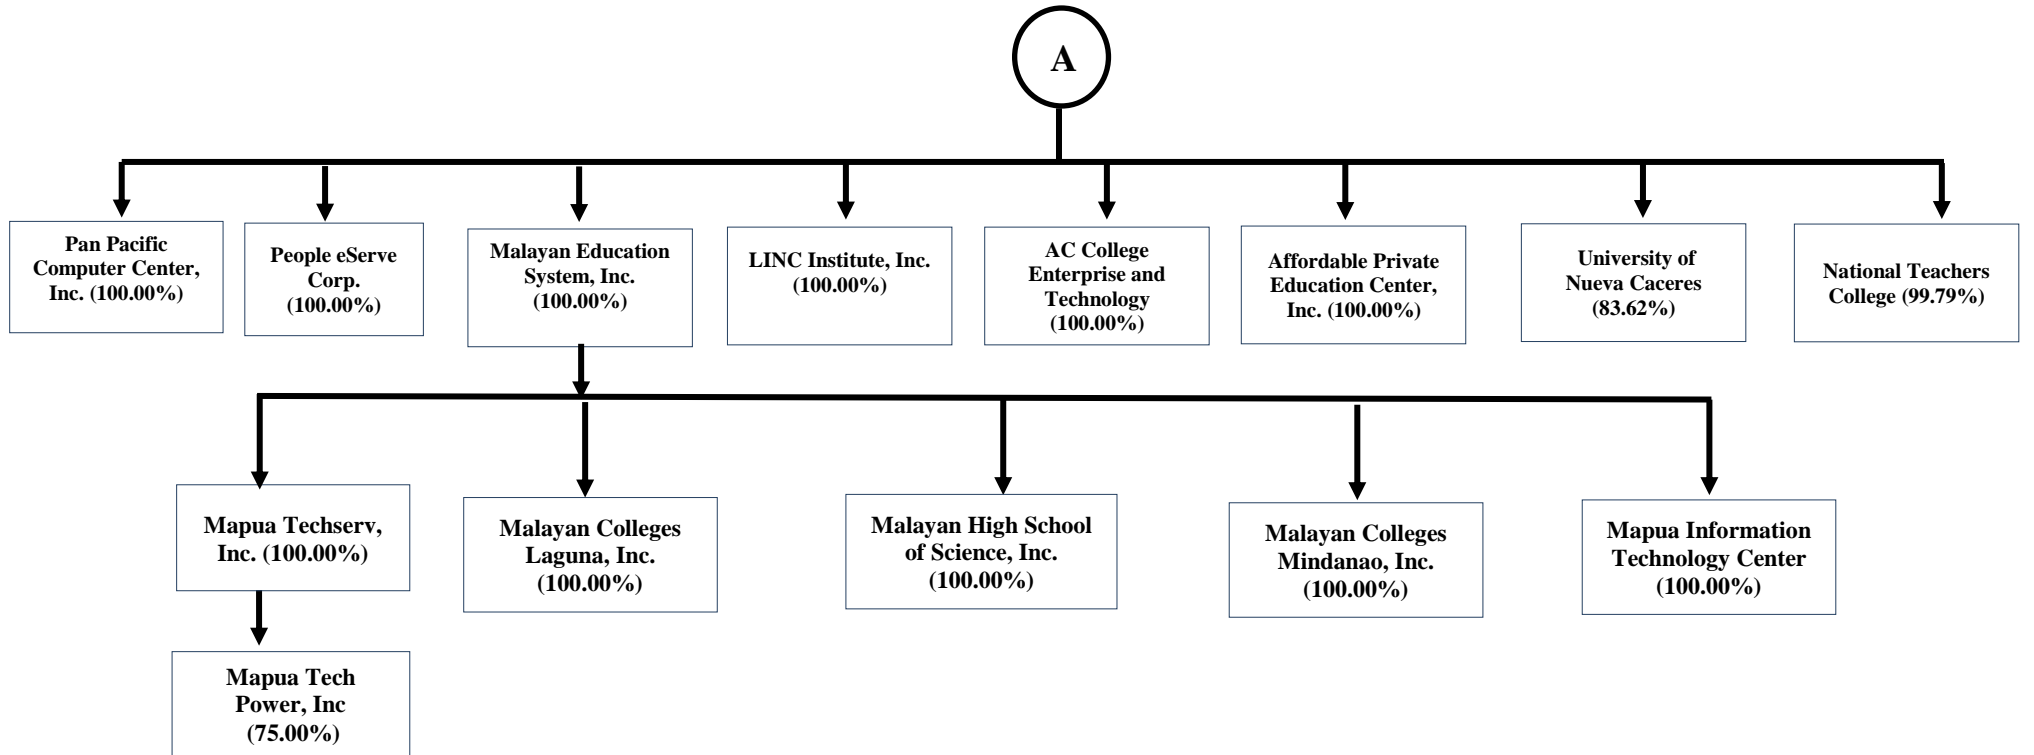 A
Pan Pacific
Computer Center,
Inc. (100.00%)
People eServe
Corp.
(100.00%)
Malayan Education
System, Inc.
(100.00%)
LINC Institute, Inc.
(100.00%)
AC College
Enterprise and
Technology
(100.00%)
Affordable Private
Education Center,
Inc. (100.00%)
University of
Nueva Caceres
(83.62%)
National Teachers
College (99.79%)
Mapua Techserv,
Inc. (100.00%)
Malayan Colleges
Laguna, Inc.
(100.00%)
Malayan High School
of Science, Inc.
(100.00%)
Malayan Colleges
Mindanao, Inc.
(100.00%)
Mapua Information
Technology Center
(100.00%)
Mapua Tech
Power, Inc
(75.00%)